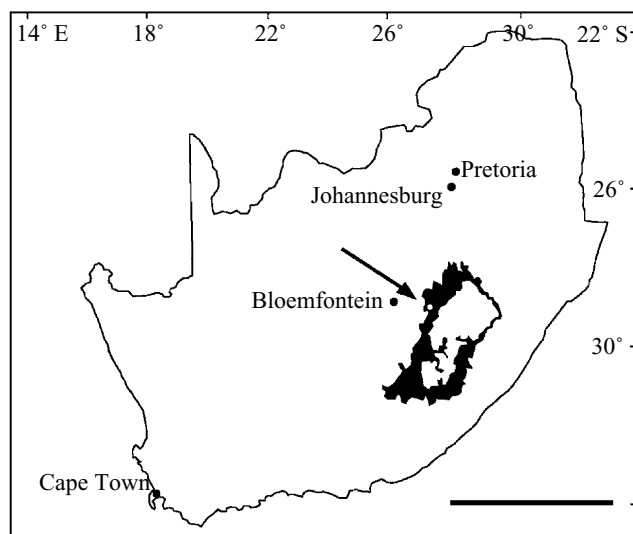 14˚ E 18˚ 22˚ 26˚ 30˚ 22˚ S
Pretoria
Johannesburg
26˚
Bloemfontein
30˚
Cape Town